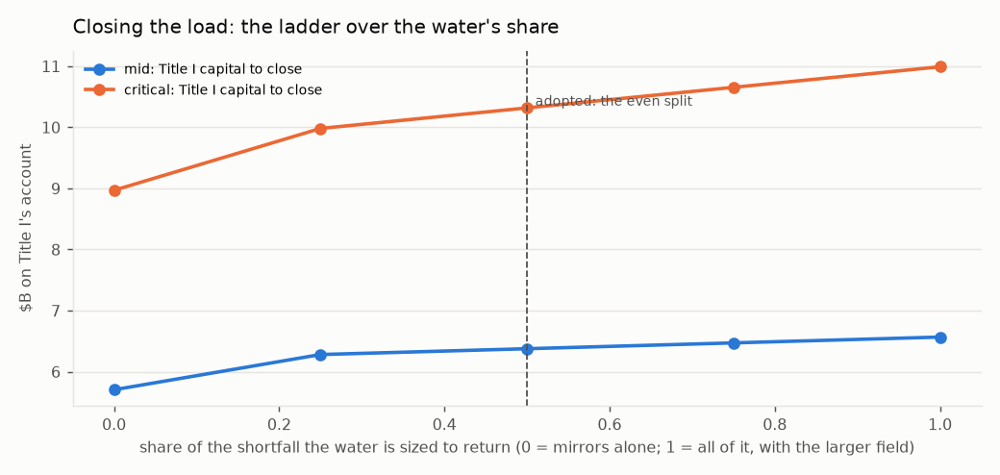 Closing the load: the ladder over the water's share
mid: Title I capital to close
critical: Title I capital to close
adopted: the even split
$B on Title I's account
11
10
9
8
7
6
0.0
0.2
0.4
0.6
0.8
1.0
share of the shortfall the water is sized to return (0 = mirrors alone; 1 = all of it, with the larger field)